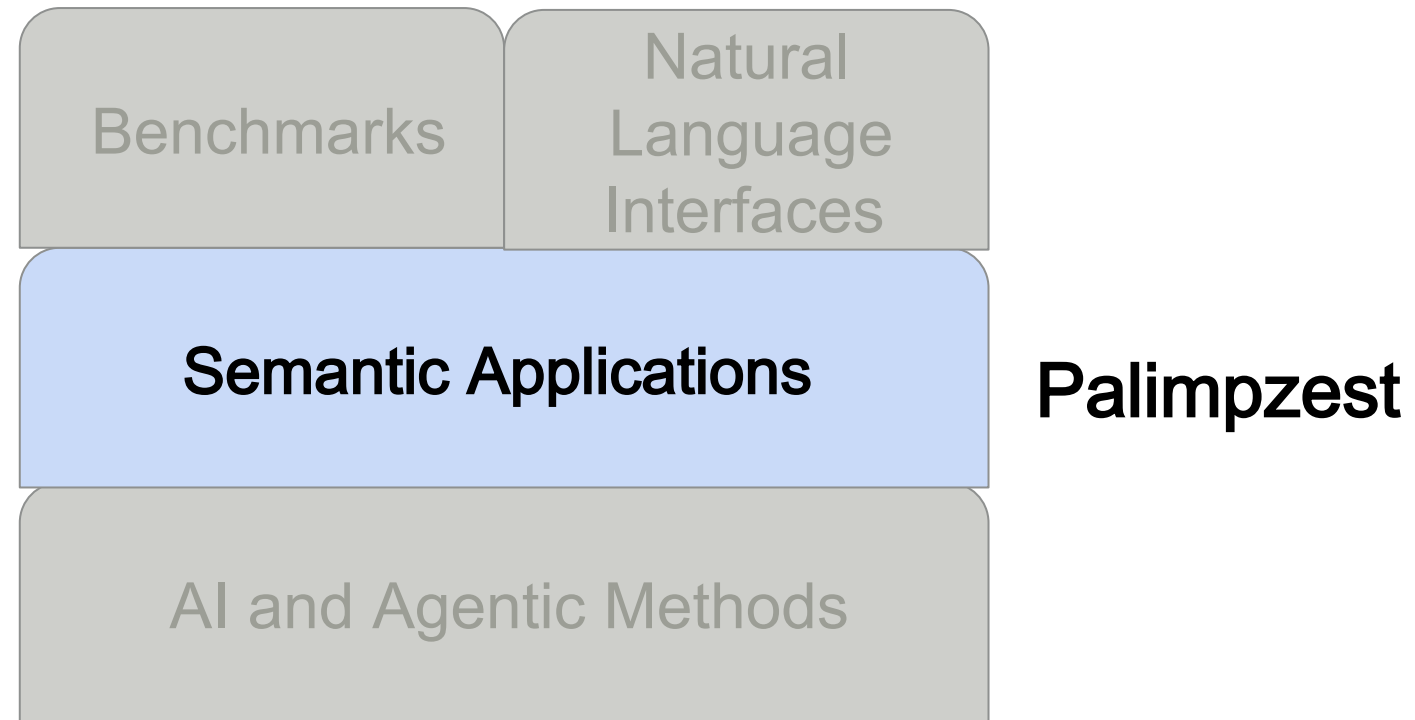 Benchmarks
Natural
Language
Interfaces
Semantic Applications
Palimpzest
AI and Agentic Methods